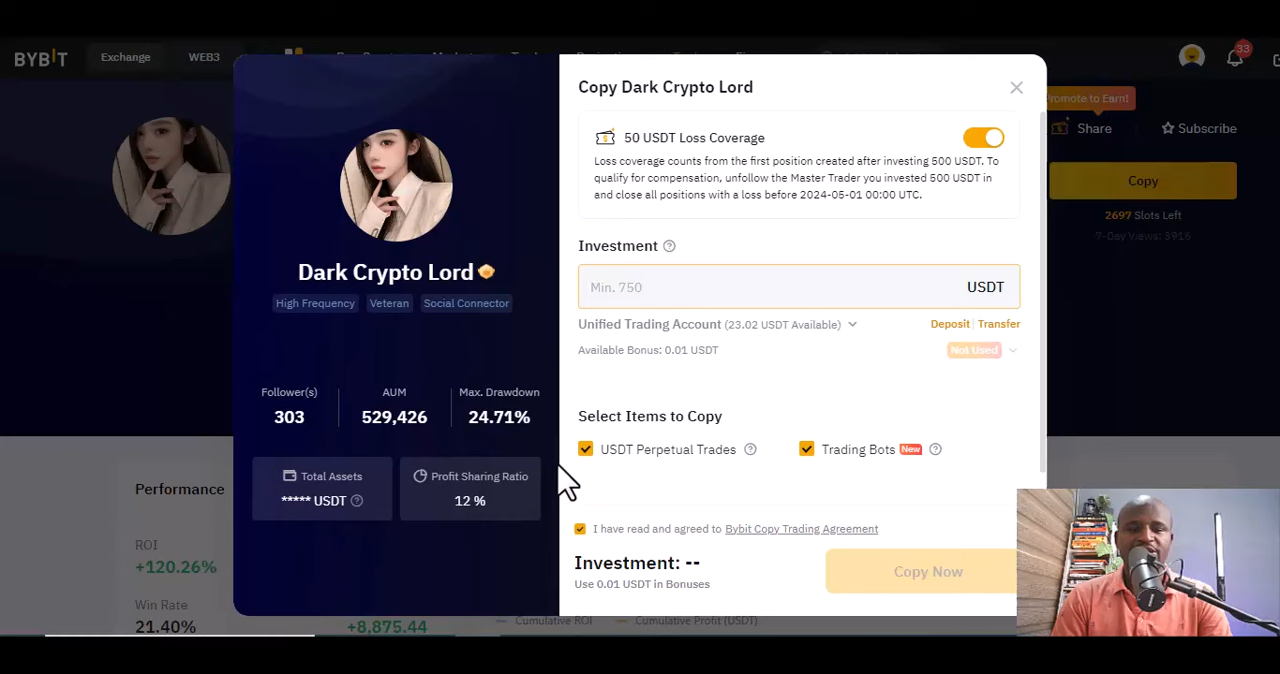 BYBIT
Exchange
WEB3
33
Promote to Earn!
Share
Subscribe
Copy
2697 Slots Left
7-Day Views: 3916
Dark Crypto Lord
High Frequency
Veteran
Social Connector
Follower(s)
AUM
Max. Drawdown
303
529,426
24.71%
Total Assets
***** USDT
Profit Sharing Ratio
12 %
Copy Dark Crypto Lord
50 USDT Loss Coverage
Loss coverage counts from the first position created after investing 500 USDT. To
qualify for compensation, unfollow the Master Trader you invested 500 USDT in
and close all positions with a loss before 2024-05-01 00:00 UTC.
Investment
Min. 750
USDT
Unified Trading Account (23.02 USDT Available)
Deposit | Transfer
Available Bonus: 0.01 USDT
Not Used
Select Items to Copy
USDT Perpetual Trades
Trading Bots New
I have read and agreed to Bybit Copy Trading Agreement
Investment: --
Use 0.01 USDT in Bonuses
Copy Now
Performance
ROI
+120.26%
Win Rate
21.40%
+8,875.44
Cumulative ROI
Cumulative Profit (USDT)